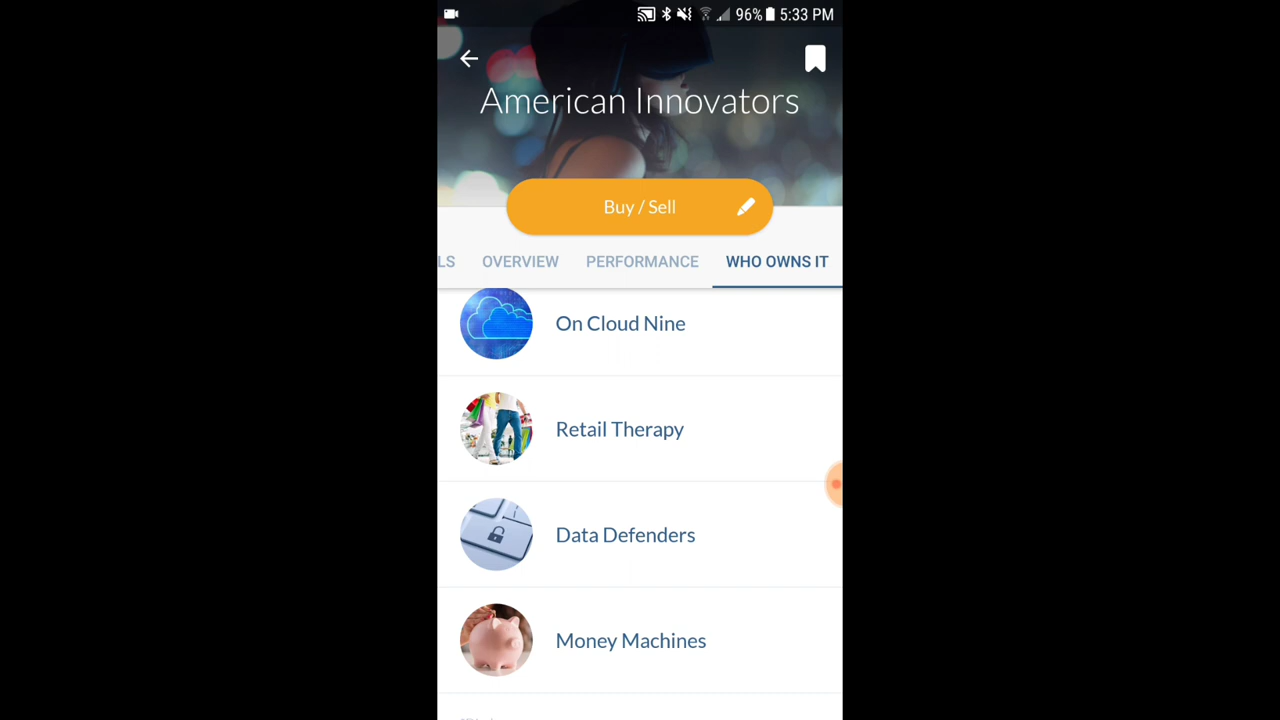 96% 5:33 PM
American Innovators
Buy / Sell
LS OVERVIEW PERFORMANCE WHO OWNS IT
On Cloud Nine
Retail Therapy
Data Defenders
Money Machines